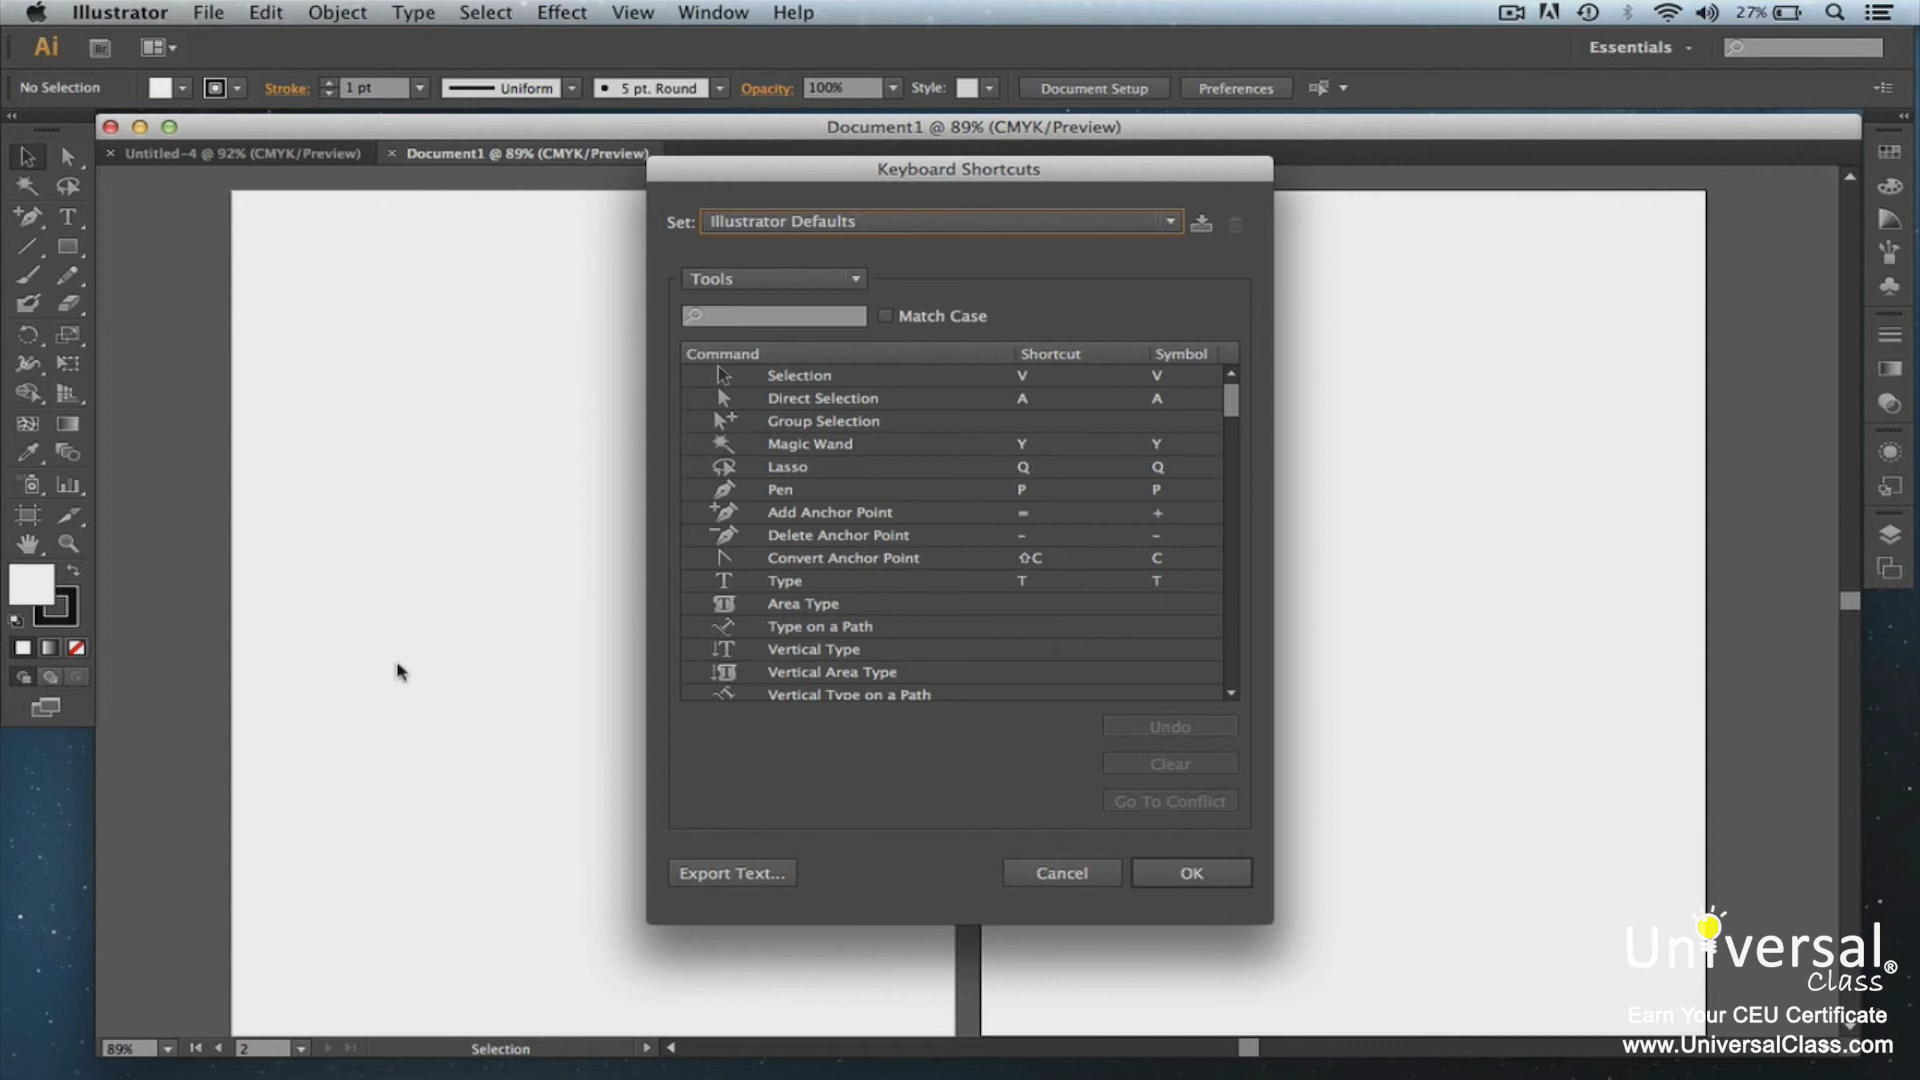 Illustrator File Edit Object Type Select Effect View Window Help 27%
Ai Br Essentials
No Selection Stroke: 1 pt Uniform 5 pt. Round Opacity: 100% Style: Document Setup Preferences
Document1 @ 89% (CMYK/Preview)
× Untitled-4 @ 92% (CMYK/Preview) × Document1 @ 89% (CMYK/Preview)
Keyboard Shortcuts
Set: Illustrator Defaults
Tools
Match Case
Command Shortcut Symbol
Selection V V
Direct Selection A A
Group Selection
Magic Wand Y Y
Lasso Q Q
Pen P P
Add Anchor Point = +
Delete Anchor Point - -
Convert Anchor Point ⇧C C
Type T T
Area Type
Type on a Path
Vertical Type
Vertical Area Type
Vertical Type on a Path
Undo
Clear
Go To Conflict
Export Text... Cancel OK
Universal®
Class
Earn Your CEU Certificate
www.UniversalClass.com
89% 2 Selection